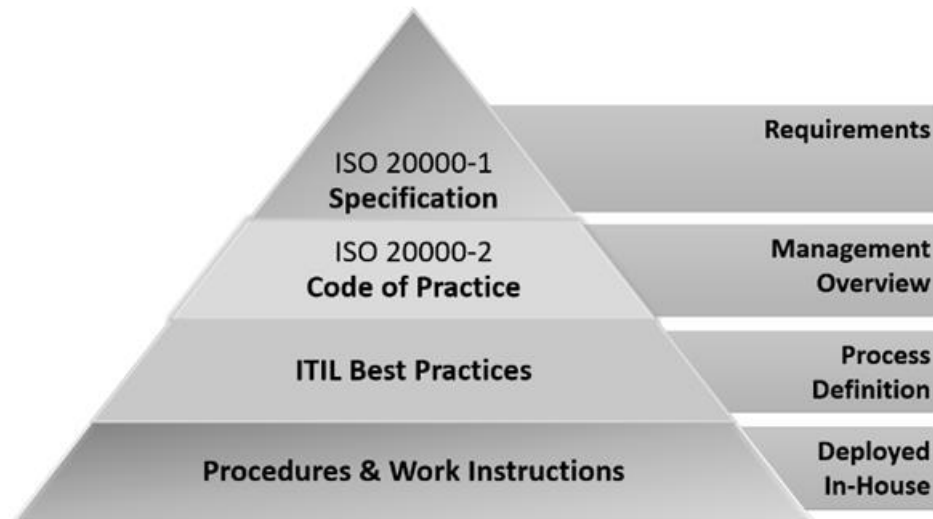 Requirements
ISO 20000-1
Specification
Management
Overview
ISO 20000-2
Code of Practice
Process
Definition
ITIL Best Practices
Deployed
In-House
Procedures & Work Instructions